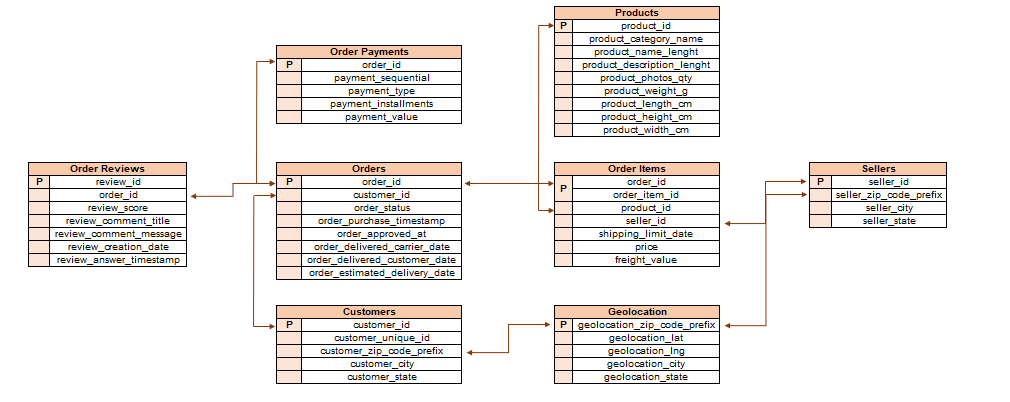 Products
P product_id
product_category_name
product_name_lenght
product_description_lenght
product_photos_qty
product_weight_g
product_length_cm
product_height_cm
product_width_cm
Order Payments
P order_id
payment_sequential
payment_type
payment_installments
payment_value
Order Reviews
P review_id
order_id
review_score
review_comment_title
review_comment_message
review_creation_date
review_answer_timestamp
Orders
P order_id
customer_id
order_status
order_purchase_timestamp
order_approved_at
order_delivered_carrier_date
order_delivered_customer_date
order_estimated_delivery_date
Order Items
P order_id
order_item_id
product_id
seller_id
shipping_limit_date
price
freight_value
Sellers
P seller_id
seller_zip_code_prefix
seller_city
seller_state
Customers
P customer_id
customer_unique_id
customer_zip_code_prefix
customer_city
customer_state
Geolocation
P geolocation_zip_code_prefix
geolocation_lat
geolocation_lng
geolocation_city
geolocation_state